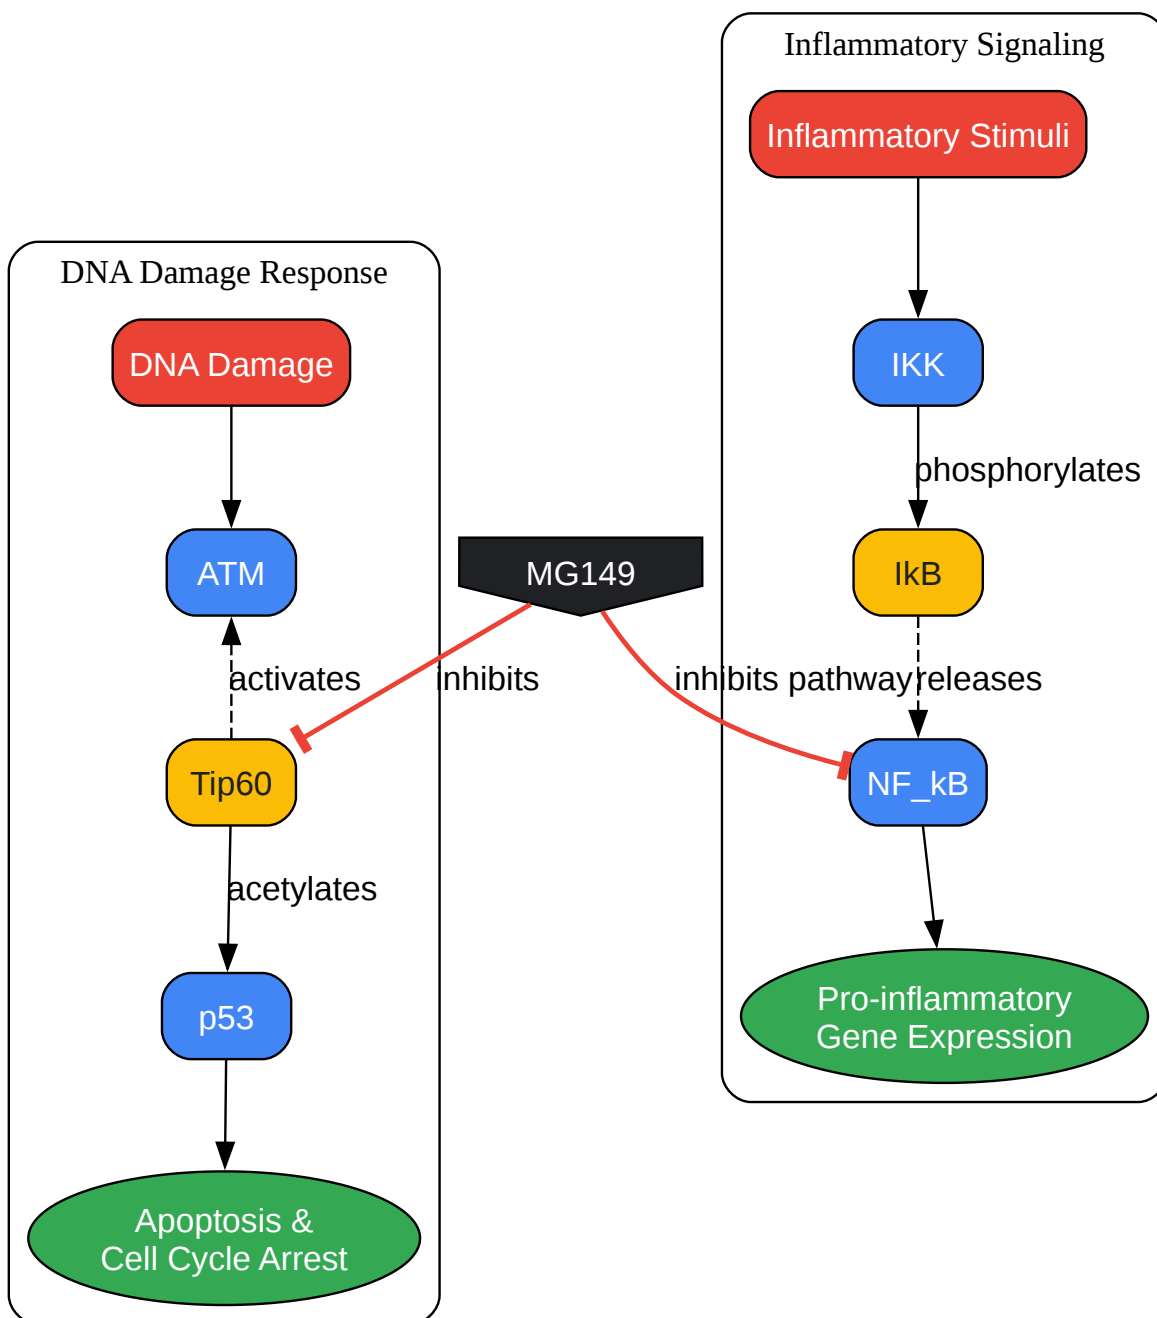 Inflammatory Signaling
Inflammatory Stimuli
DNA Damage Response
DNA Damage
IKK
phosphorylates
ATM
MG149
IkB
activates
inhibits
inhibits pathway
releases
Tip60
NF_kB
acetylates
p53
Pro-inflammatory
Gene Expression
Apoptosis &
Cell Cycle Arrest